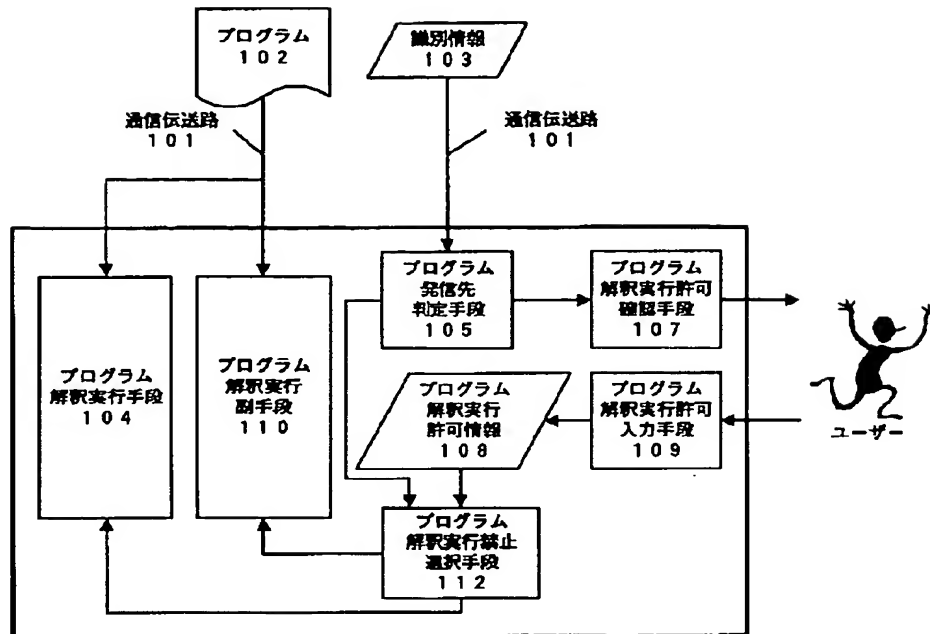 プログラム
１０２
識別情報
１０３
通信伝送路
１０１
通信伝送路
１０１
プログラム
解釈実行手段
１０４
プログラム
解釈実行
副手段
１１０
プログラム
発信先
判定手段
１０５
プログラム
解釈実行許可
確認手段
１０７
プログラム
解釈実行
許可情報
１０８
プログラム
解釈実行許可
入力手段
１０９
ユーザー
プログラム
解釈実行禁止
選択手段
１１２